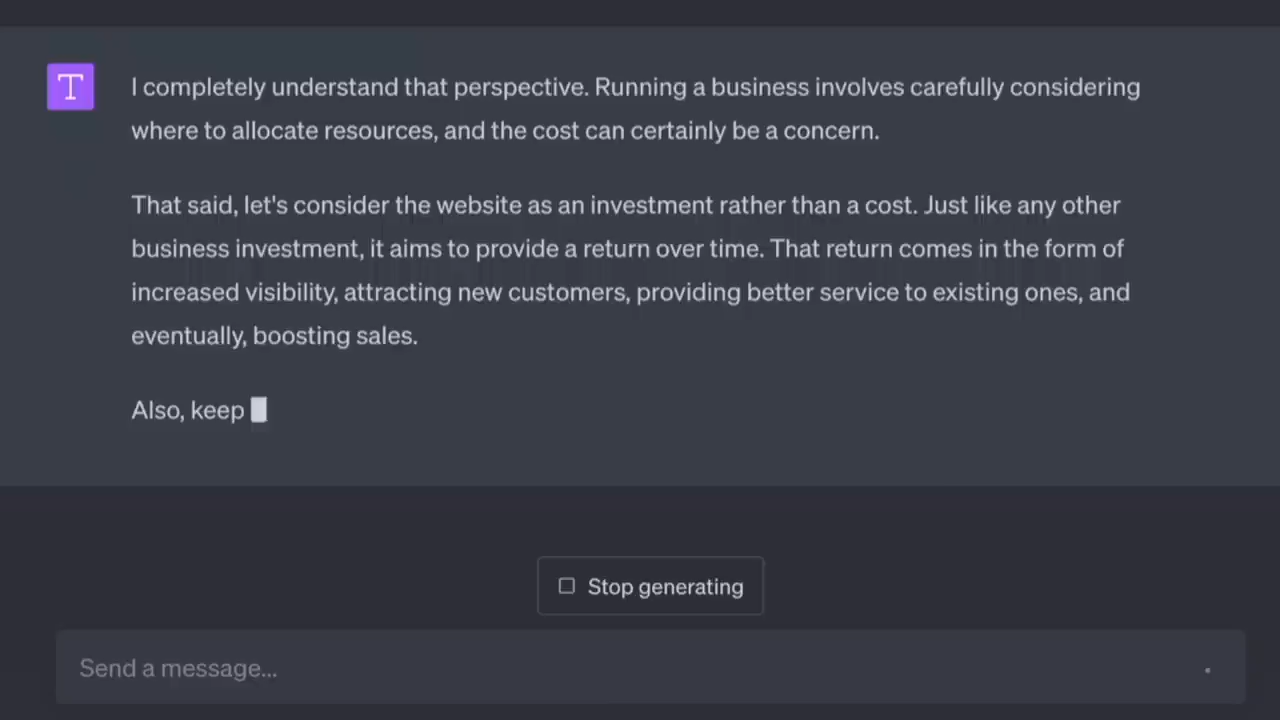 T
I completely understand that perspective. Running a business involves carefully considering
where to allocate resources, and the cost can certainly be a concern.
That said, let's consider the website as an investment rather than a cost. Just like any other
business investment, it aims to provide a return over time. That return comes in the form of
increased visibility, attracting new customers, providing better service to existing ones, and
eventually, boosting sales.
Also, keep
Stop generating
Send a message...